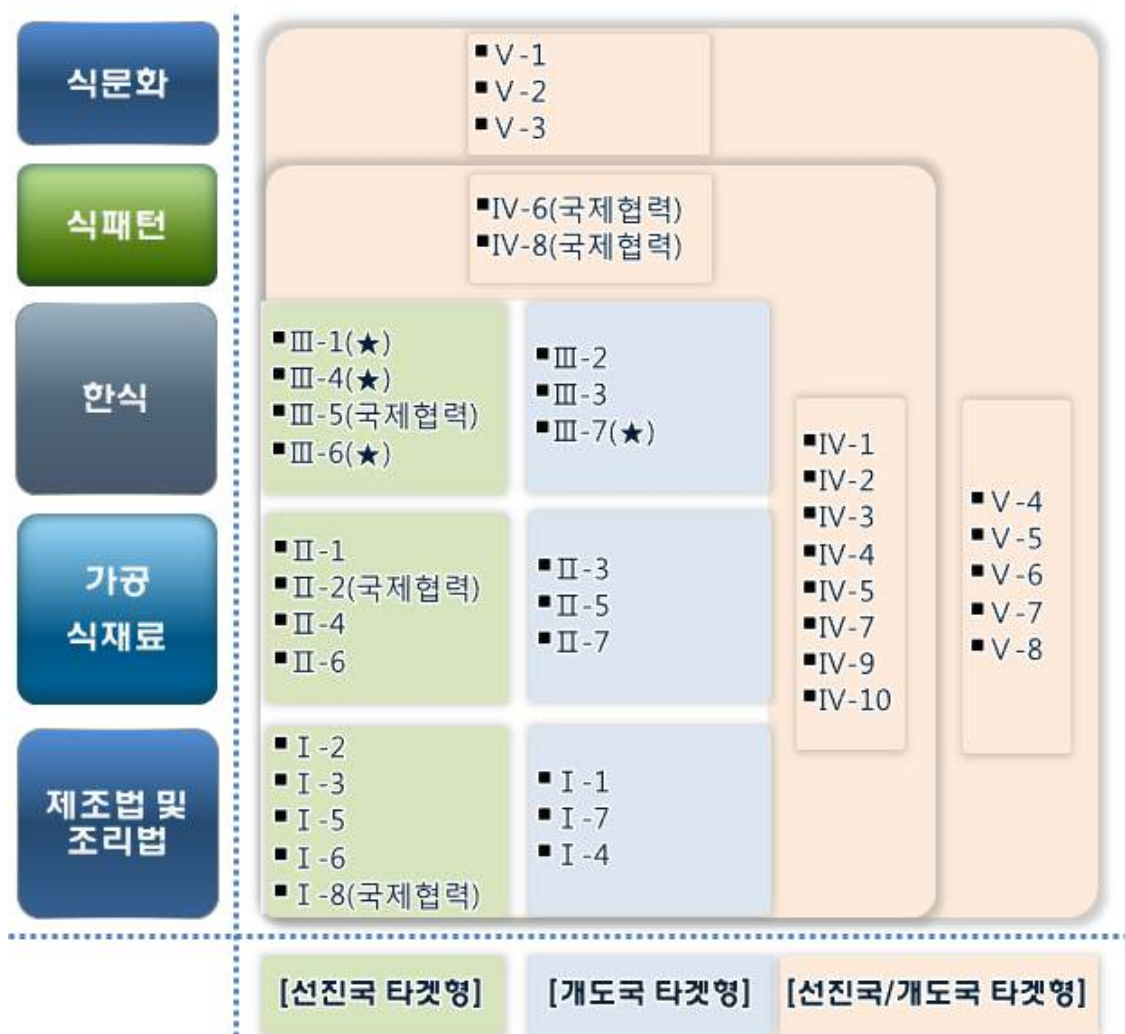 식문화
■ Ⅴ-1
■ Ⅴ-2
■ Ⅴ-3
식패턴
■Ⅳ-6(국제협력)
■Ⅳ-8(국제협력)
한식
■Ⅲ-1(★)
■Ⅲ-4(★)
■Ⅲ-5(국제협력)
■Ⅲ-6(★)
■Ⅲ-2
■Ⅲ-3
■Ⅲ-7(★)
가공
식재료
■Ⅱ-1
■Ⅱ-2(국제협력)
■Ⅱ-4
■Ⅱ-6
■Ⅱ-3
■Ⅱ-5
■Ⅱ-7
제조법 및
조리법
■ Ⅰ-2
■ Ⅰ-3
■ Ⅰ-5
■ Ⅰ-6
■ Ⅰ-8(국제협력)
■ Ⅰ-1
■ Ⅰ-7
■ Ⅰ-4
■Ⅳ-1
■Ⅳ-2
■Ⅳ-3
■Ⅳ-4
■Ⅳ-5
■Ⅳ-7
■Ⅳ-9
■Ⅳ-10
■ Ⅴ-4
■ Ⅴ-5
■ Ⅴ-6
■ Ⅴ-7
■ Ⅴ-8
[선진국 타겟형]
[개도국 타겟형]
[선진국/개도국 타겟형]